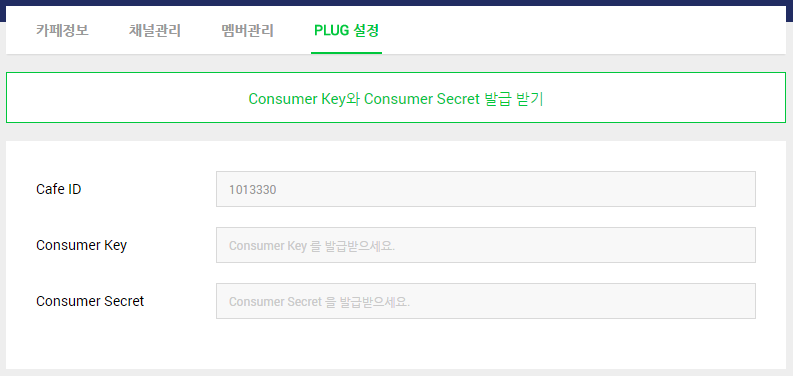 카페정보 채널관리 멤버관리 PLUG 설정
Consumer Key와 Consumer Secret 발급 받기
Cafe ID 1013330
Consumer Key Consumer Key 를 발급받으세요.
Consumer Secret Consumer Secret 을 발급받으세요.